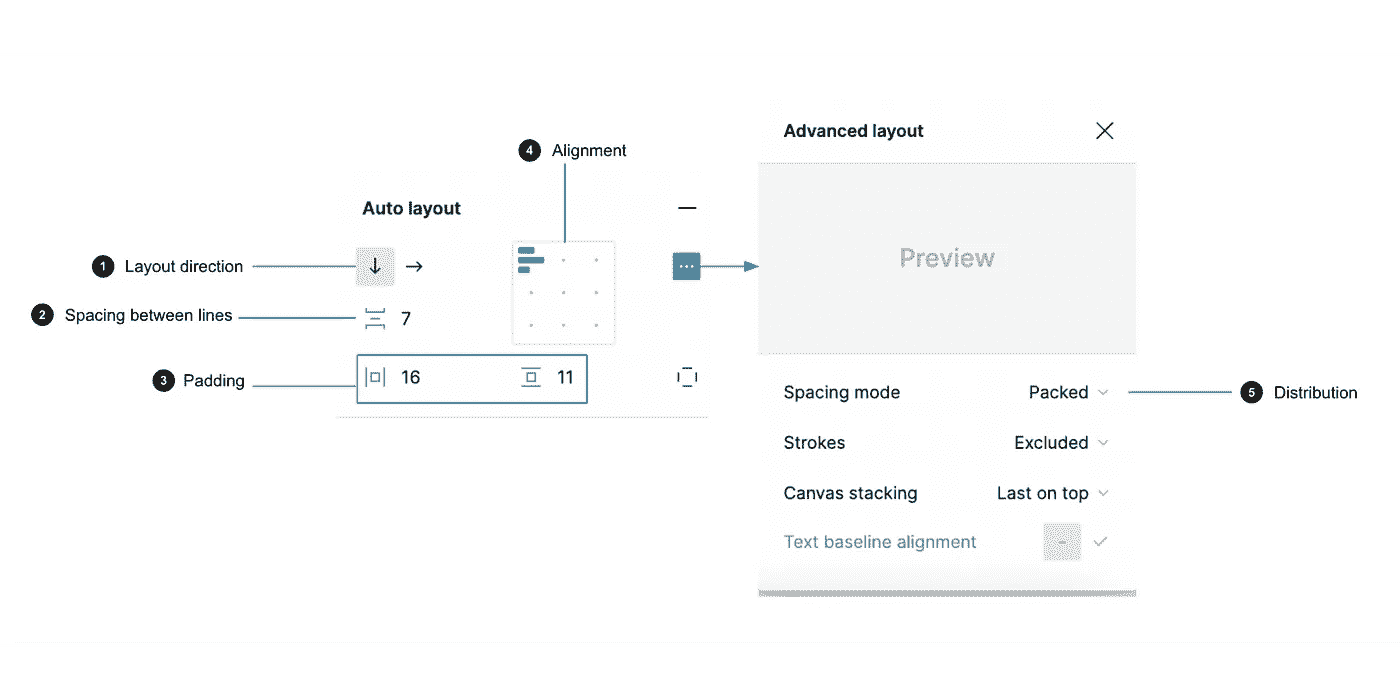 Advanced layout
4 Alignment
Auto layout
Preview
1 Layout direction
2 Spacing between lines
7
3 Padding
16
11
Spacing mode Packed
5 Distribution
Strokes Excluded
Canvas stacking Last on top
Text baseline alignment -